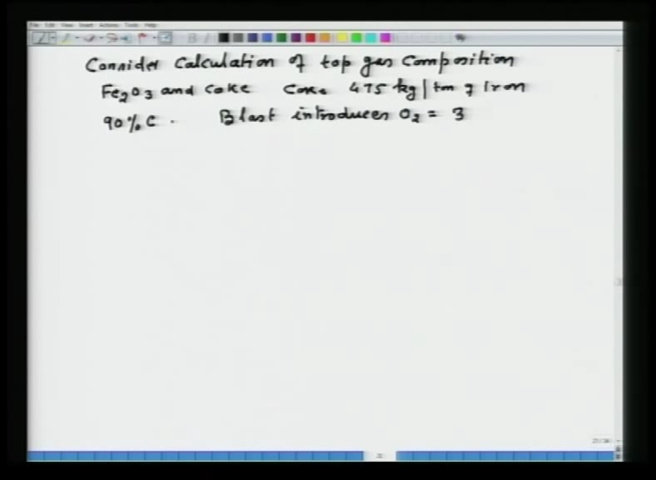 Consider Calculation of top gas Composition
Fe2O3 and coke Coke 475 kg/ton of iron
90% C. Blast introduces O2 = 3